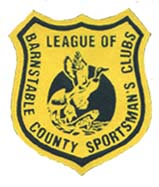 LEAGUE OF
BARNSTABLE COUNTY SPORTSMAN'S CLUBS